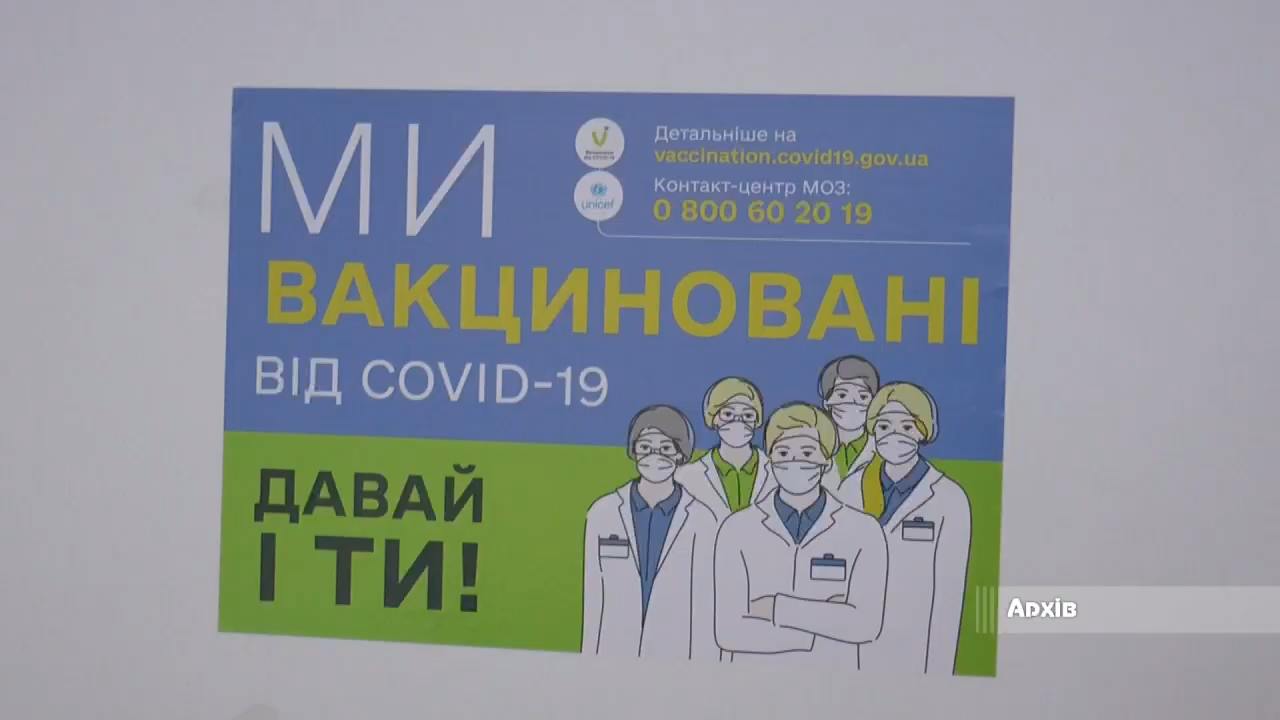 МИ
Детальніше на
vaccination.covid19.gov.ua
Контакт-центр МОЗ:
0 800 60 20 19
unicef
ВАКЦИНОВАНІ
ВІД COVID-19
ДАВАЙ
І ТИ!
Архів